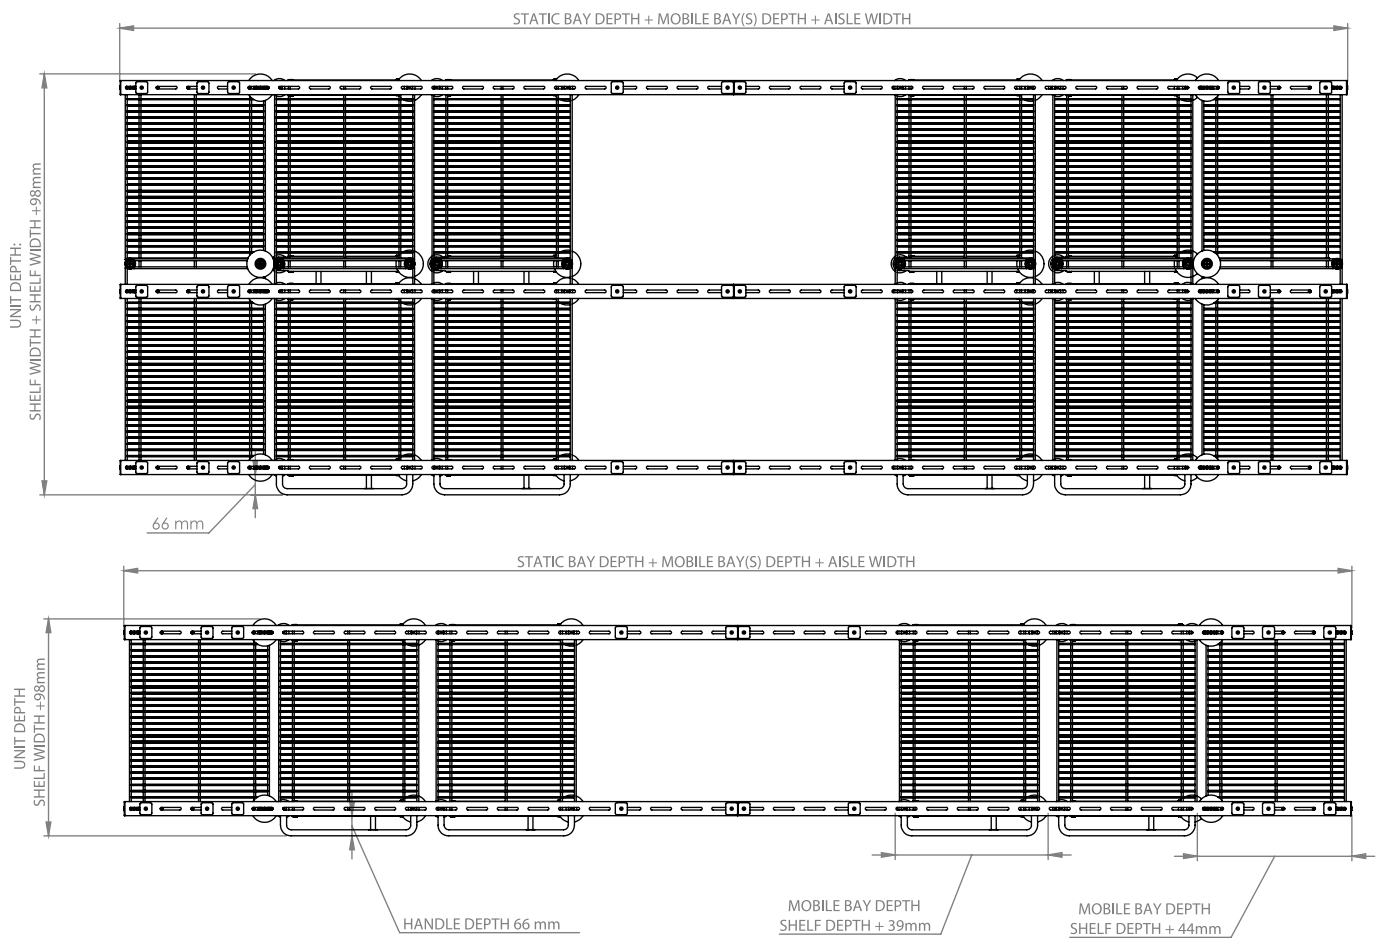 STATIC BAY DEPTH + MOBILE BAY(S) DEPTH + AISLE WIDTH
UNIT DEPTH:
SHELF WIDTH + SHELF WIDTH +98mm
66 mm
STATIC BAY DEPTH + MOBILE BAY(S) DEPTH + AISLE WIDTH
UNIT DEPTH
SHELF WIDTH +98mm
HANDLE DEPTH 66 mm
MOBILE BAY DEPTH
SHELF DEPTH + 39mm
MOBILE BAY DEPTH
SHELF DEPTH + 44mm